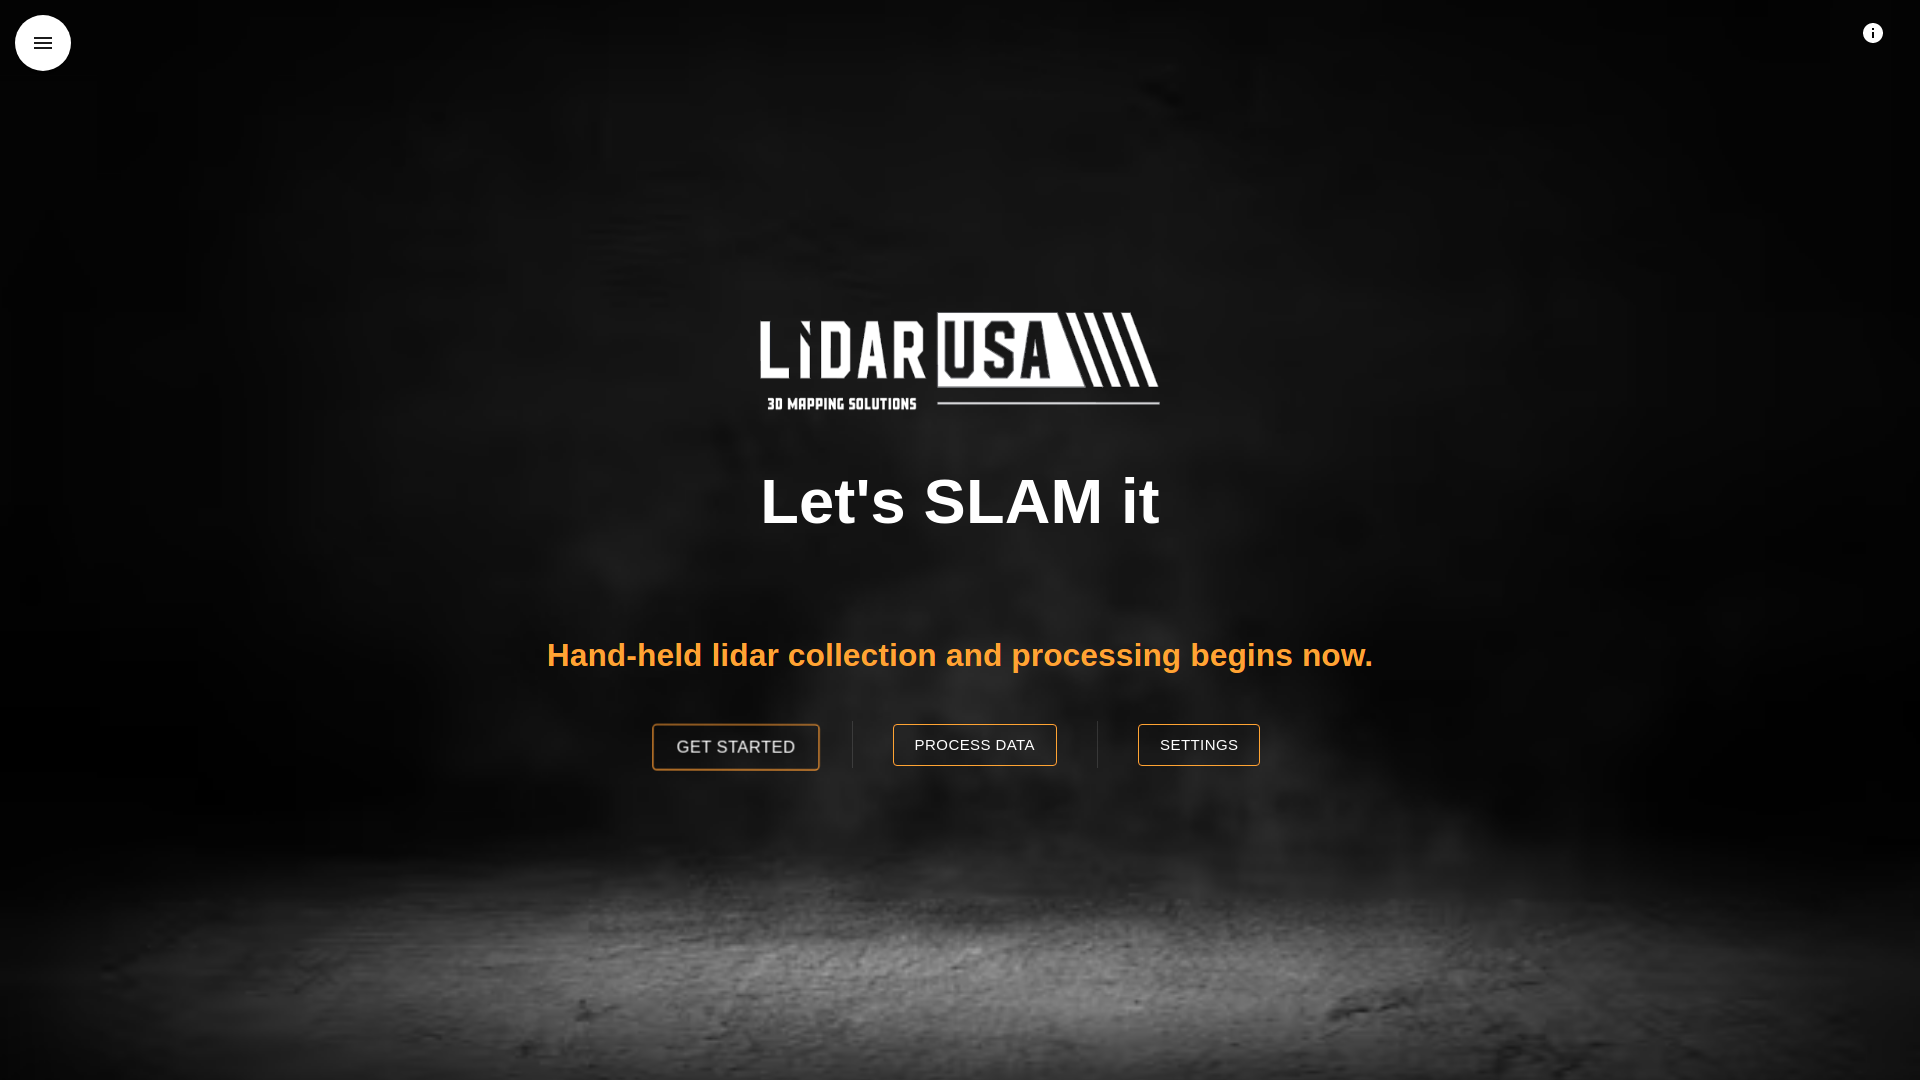 LiDAR USA
3D MAPPING SOLUTIONS
Let's SLAM it
Hand-held lidar collection and processing begins now.
GET STARTED
PROCESS DATA
SETTINGS